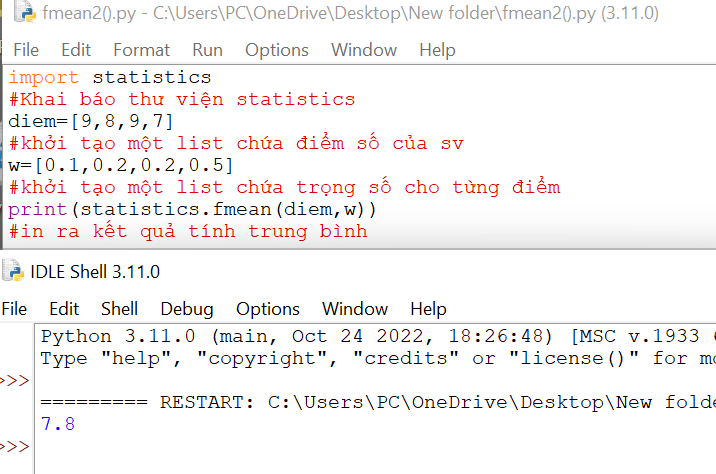 fmean2().py - C:\Users\PC\OneDrive\Desktop\New folder\fmean2().py (3.11.0)
File Edit Format Run Options Window Help
import statistics
#Khai báo thư viện statistics
diem=[9,8,9,7]
#khởi tạo một list chứa điểm số của sv
w=[0.1,0.2,0.2,0.5]
#khởi tạo một list chứa trọng số cho từng điểm
print(statistics.fmean(diem,w))
#in ra kết quả tính trung bình
IDLE Shell 3.11.0
File Edit Shell Debug Options Window Help
Python 3.11.0 (main, Oct 24 2022, 18:26:48) [MSC v.1933
Type "help", "copyright", "credits" or "license()" for mo
>>>
========= RESTART: C:\Users\PC\OneDrive\Desktop\New folde
7.8
>>>